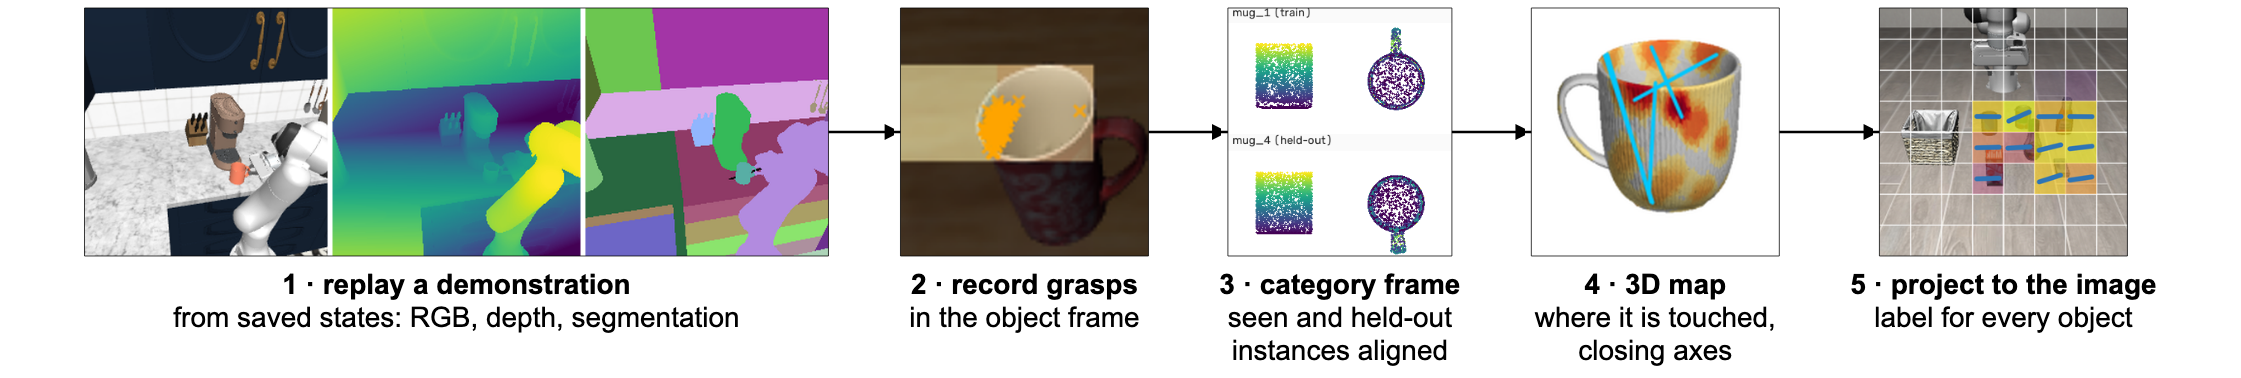 mug_1 (train)
mug_4 (held-out)
1 · replay a demonstration
from saved states: RGB, depth, segmentation
2 · record grasps
in the object frame
3 · category frame
seen and held-out
instances aligned
4 · 3D map
where it is touched,
closing axes
5 · project to the image
label for every object